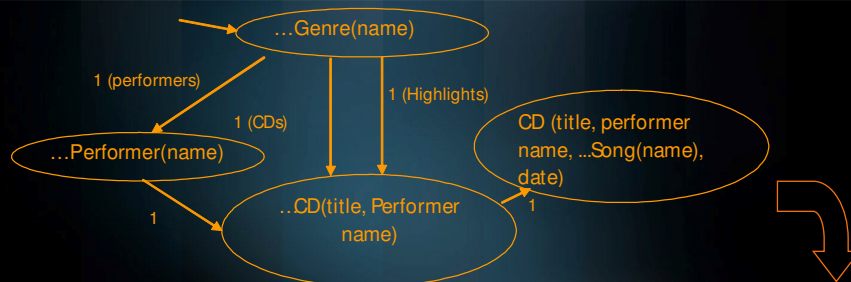 ...Genre(name)
1 (performers)
1 (Highlights)
1 (CDs)
...Performer(name)
CD (title, performer
name, ...Song(name),
date)
1
1
...CD(title, Performer
name)